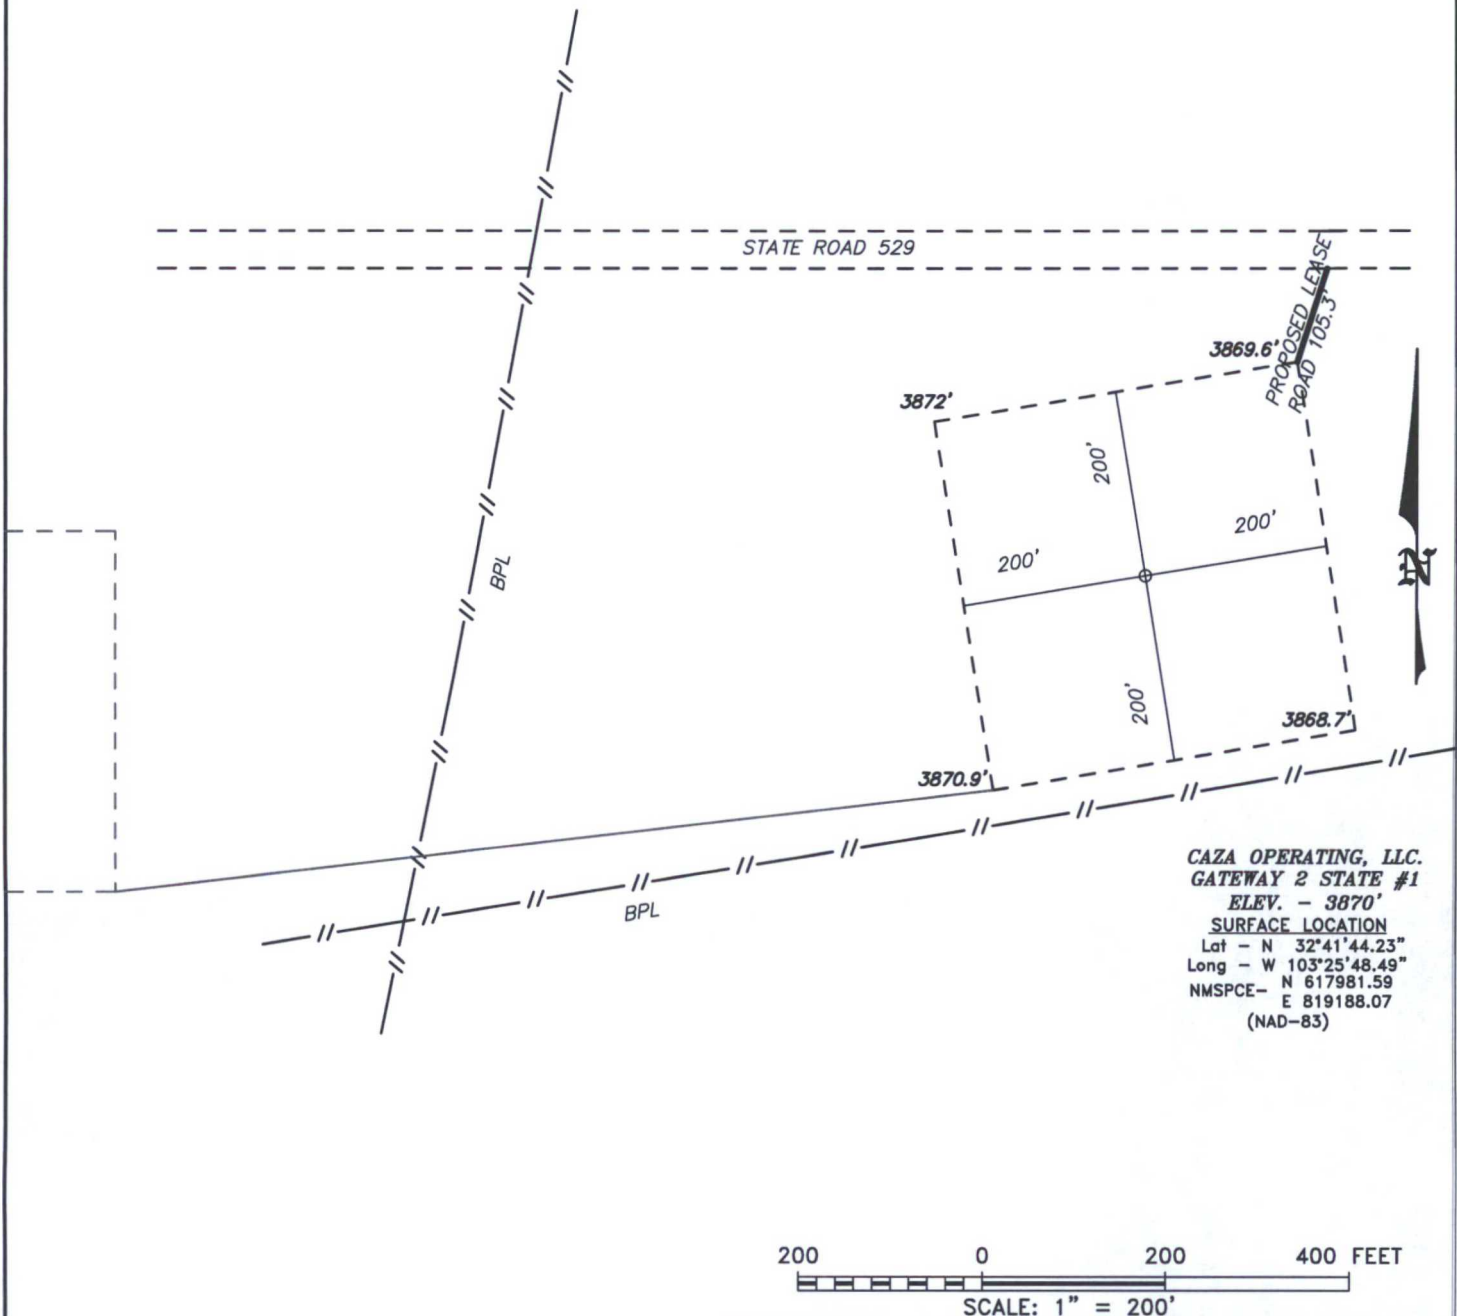 STATE ROAD 529
PROPOSED LEASE
ROAD 105.3'
3869.6'
3872'
200'
200'
200'
200'
BPL
N
3868.7'
3870.9'
BPL
CAZA OPERATING, LLC.
GATEWAY 2 STATE #1
ELEV. - 3870'
SURFACE LOCATION
Lat - N 32°41'44.23"
Long - W 103°25'48.49"
NMSPCE- N 617981.59
E 819188.07
(NAD-83)
200 0 200 400 FEET
SCALE: 1" = 200'